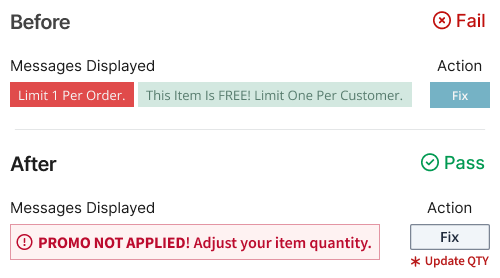 Before
Fail
Messages Displayed
Action
Limit 1 Per Order.
This Item Is FREE! Limit One Per Customer.
Fix
After
Pass
Messages Displayed
Action
PROMO NOT APPLIED! Adjust your item quantity.
Fix
* Update QTY